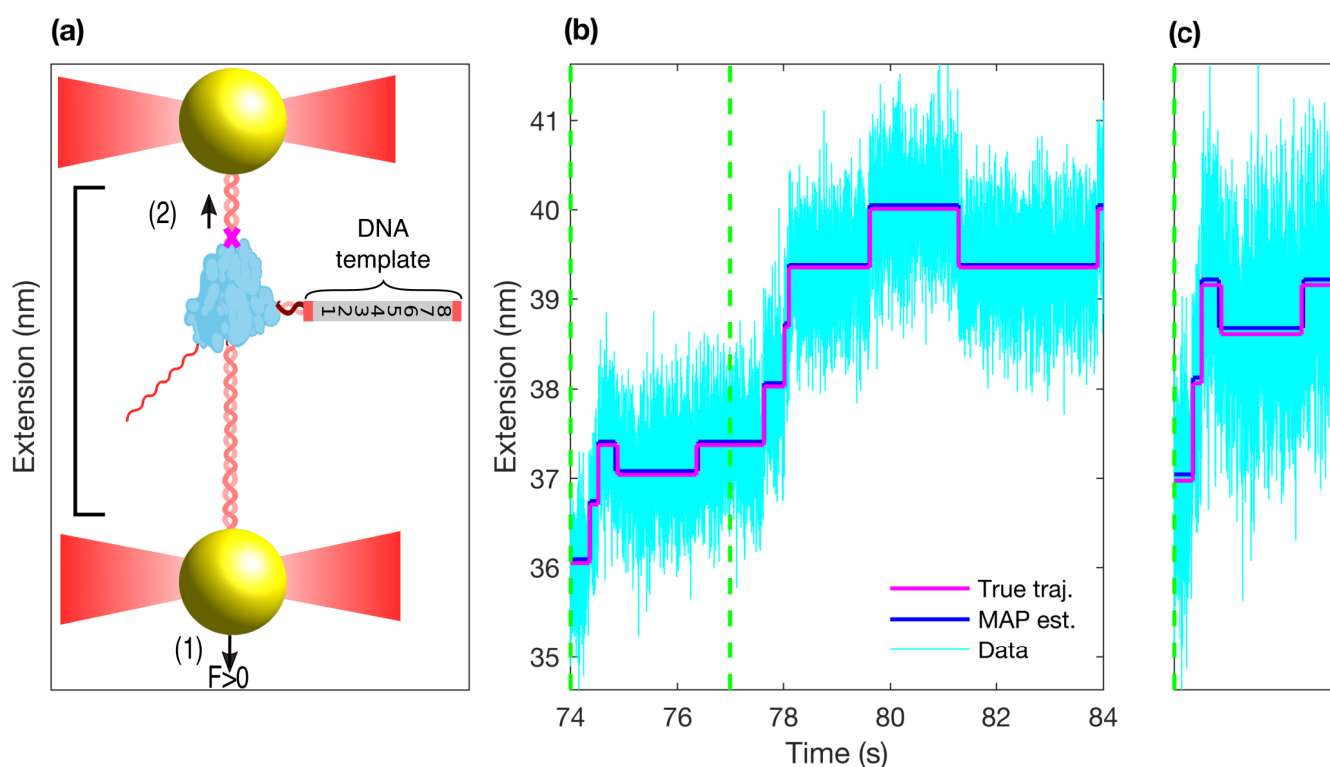 (a)
Extension (nm)
(2)
DNA
template
1 2 3 4 5 6 7 8
(1)
F>0
(b)
Extension (nm)
41
40
39
38
37
36
35
True traj.
MAP est.
Data
74 76 78 80 82 84
Time (s)
(c)